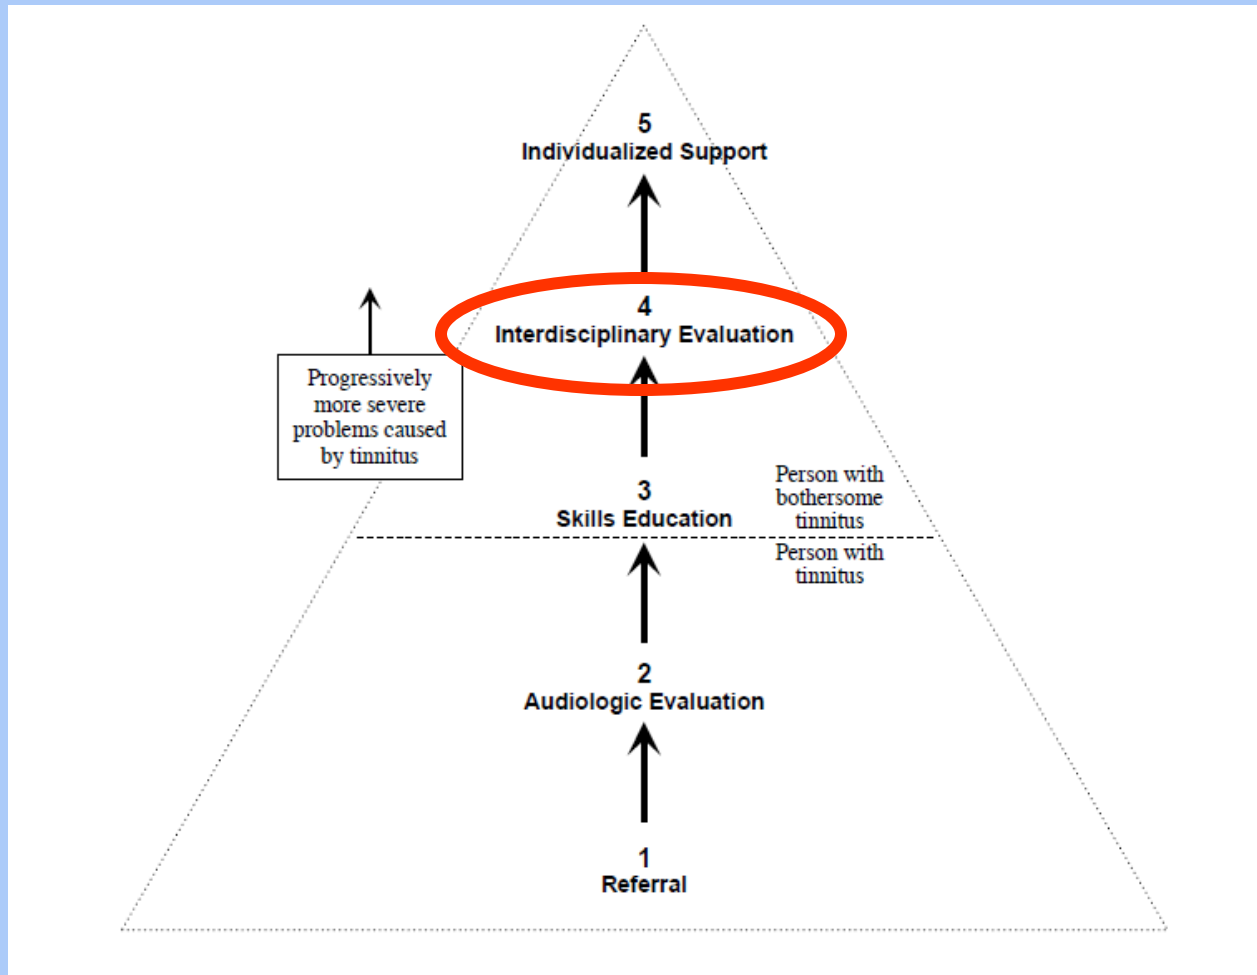 5
Individualized Support
4
Interdisciplinary Evaluation
Progressively
more severe
problems caused
by tinnitus
3
Skills Education
Person with
bothersome
tinnitus
Person with
tinnitus
2
Audiologic Evaluation
1
Referral